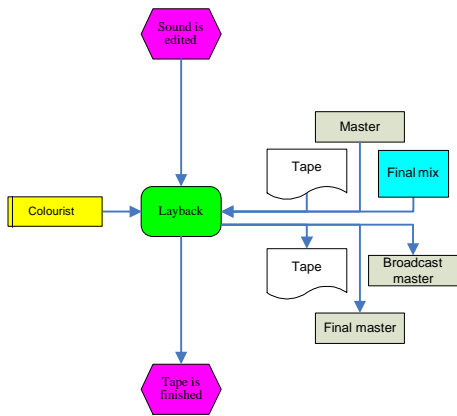 Sound is
edited
Master
Tape
Final mix
Colourist
Layback
Tape
Broadcast
master
Final master
Tape is
finished